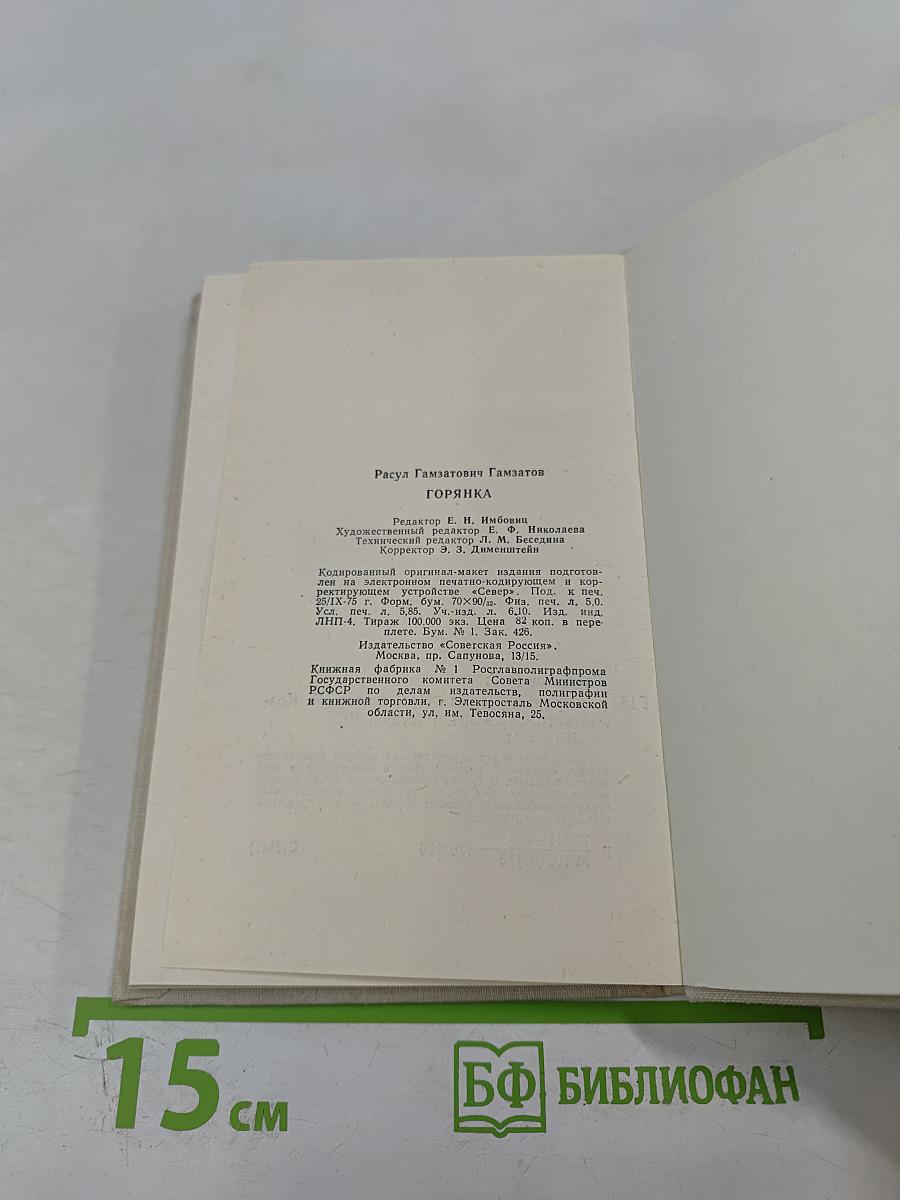 Расул Гамзатович Гамзатов
ГОРЯНКА
Редактор Е. Н. Имбовиц
Художественный редактор Е. Ф. Николаева
Технический редактор Л. М. Беседина
Корректор Э. З. Дименштейн
Кодированный оригинал-макет издания подготов-
лен на электронном печатно-кодирующем и кор-
ректирующем устройстве «Север». Под. к печ.
25/IX-75 г. Форм. бум. 70×90/32. Физ. печ. л. 5,0.
Усл. печ. л. 5,85. Уч.-изд. л. 6,10. Изд. инд.
ЛНП-4. Тираж 100.000 экз. Цена 82 коп. в пере-
плете. Бум. № 1. Зак. 426.
Издательство «Советская Россия».
Москва, пр. Сапунова, 13/15.
Книжная фабрика № 1 Росглавполиграфпрома
Государственного комитета Совета Министров
РСФСР по делам издательств, полиграфии
и книжной торговли, г. Электросталь Московской
области, ул, им. Тевосяна, 25.
15 см
БФ БИБЛИОФАН